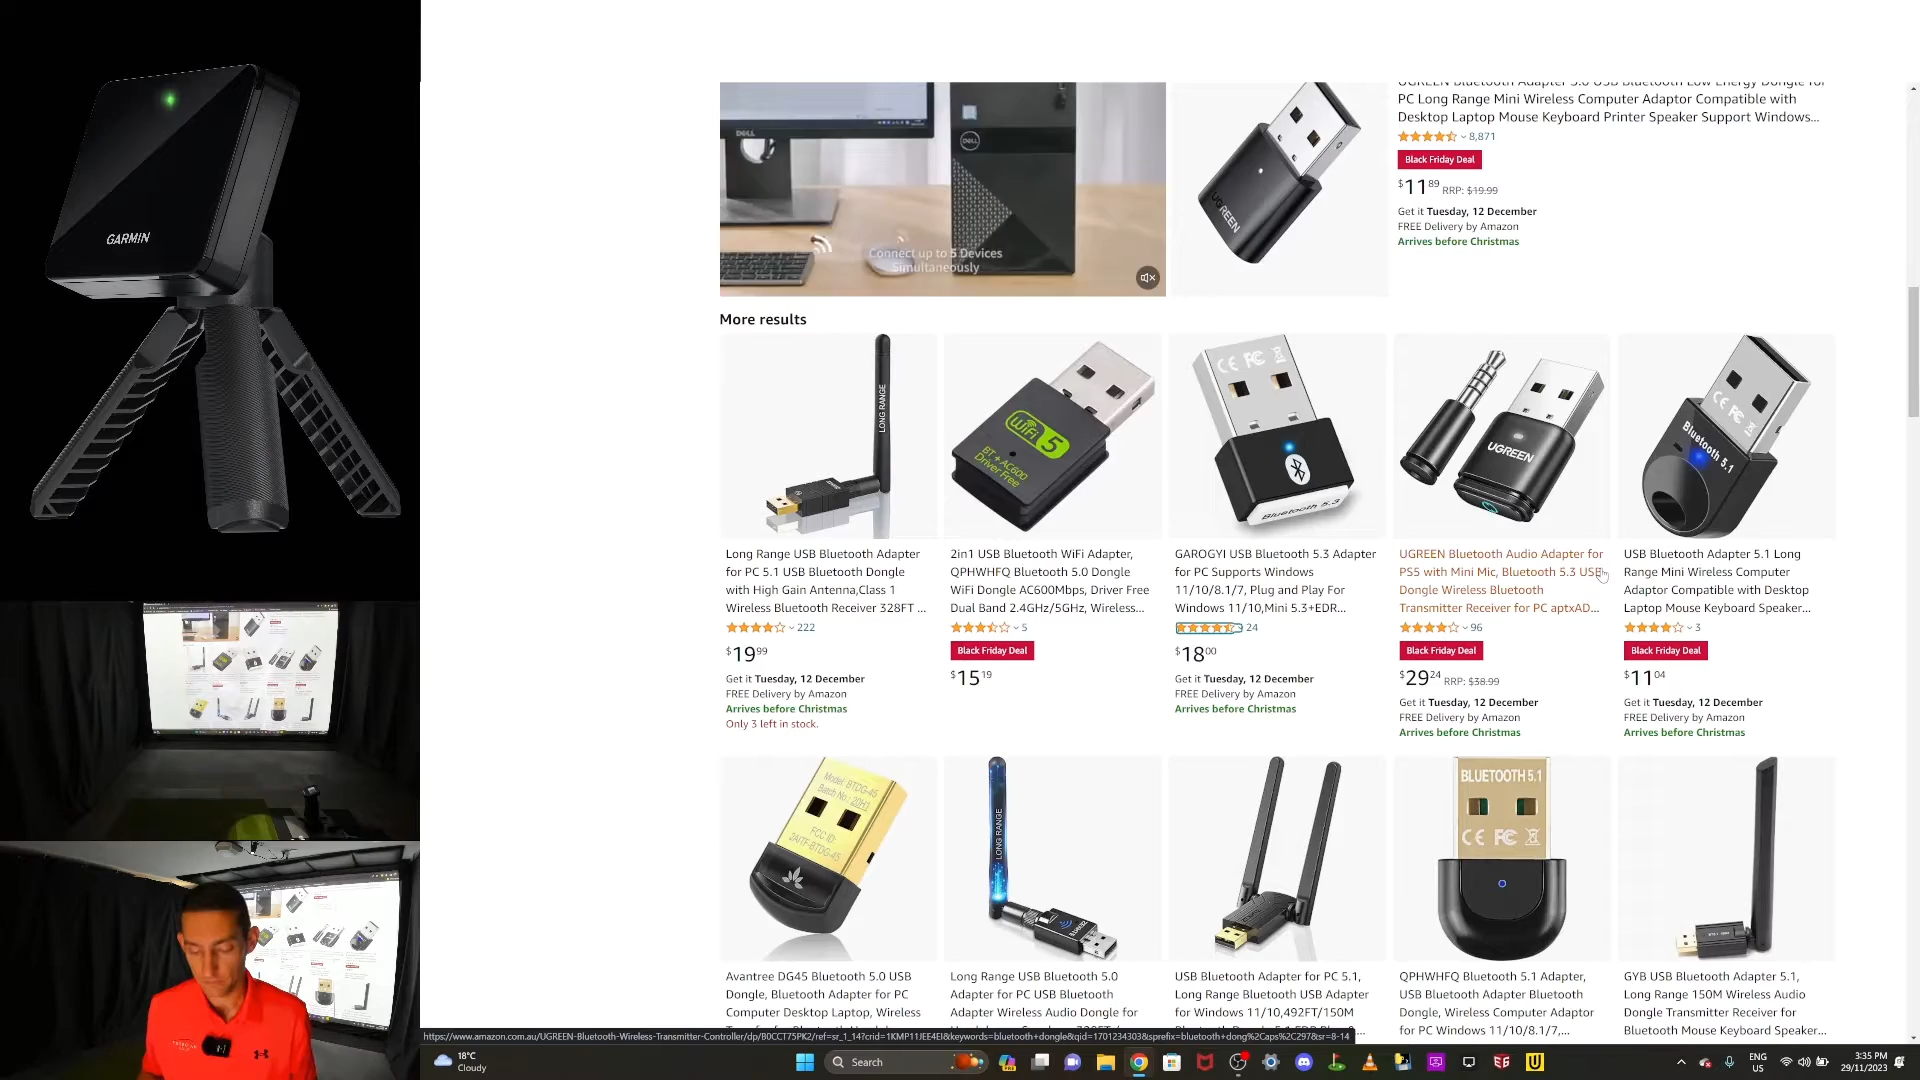 GARMIN
DELL
DELL
Connect up to 5 Devices
Simultaneously
UGREEN
UGREEN Bluetooth Adapter 5.0 USB Bluetooth Low Energy Dongle for
PC Long Range Mini Wireless Computer Adaptor Compatible with
Desktop Laptop Mouse Keyboard Printer Speaker Support Windows...
8,871
Black Friday Deal
$11 89 RRP: $19.99
Get it Tuesday, 12 December
FREE Delivery by Amazon
Arrives before Christmas
More results
LONG RANGE
WiFi 5
BT + AC600
Driver Free
CE FC
Bluetooth 5.3
UGREEN
CE FC
Bluetooth 5.1
Long Range USB Bluetooth Adapter
for PC 5.1 USB Bluetooth Dongle
with High Gain Antenna,Class 1
Wireless Bluetooth Receiver 328FT ...
222
$19 99
Get it Tuesday, 12 December
FREE Delivery by Amazon
Arrives before Christmas
Only 3 left in stock.
2in1 USB Bluetooth WiFi Adapter,
QPHWHFQ Bluetooth 5.0 Dongle
WiFi Dongle AC600Mbps, Driver Free
Dual Band 2.4GHz/5GHz, Wireless...
5
Black Friday Deal
$15 19
GAROGYI USB Bluetooth 5.3 Adapter
for PC Supports Windows
11/10/8.1/7, Plug and Play For
Windows 11/10,Mini 5.3+EDR...
24
$18 00
Get it Tuesday, 12 December
FREE Delivery by Amazon
Arrives before Christmas
UGREEN Bluetooth Audio Adapter for
PS5 with Mini Mic, Bluetooth 5.3 USB
Dongle Wireless Bluetooth
Transmitter Receiver for PC aptxAD...
96
Black Friday Deal
$29 24 RRP: $38.99
Get it Tuesday, 12 December
FREE Delivery by Amazon
Arrives before Christmas
USB Bluetooth Adapter 5.1 Long
Range Mini Wireless Computer
Adaptor Compatible with Desktop
Laptop Mouse Keyboard Speaker...
3
Black Friday Deal
$11 04
Get it Tuesday, 12 December
FREE Delivery by Amazon
Arrives before Christmas
Model: BTDG-45
Batch No.: 20H1
FCC ID:
2AITF-BTDG-45
LONG RANGE
BLUETOOTH 5.1
CE FC
Avantree DG45 Bluetooth 5.0 USB
Dongle, Bluetooth Adapter for PC
Computer Desktop Laptop, Wireless
Long Range USB Bluetooth 5.0
Adapter for PC USB Bluetooth
Adapter Wireless Audio Dongle for
USB Bluetooth Adapter for PC 5.1,
Long Range Bluetooth USB Adapter
for Windows 11/10,492FT/150M
QPHWHFQ Bluetooth 5.1 Adapter,
USB Bluetooth Adapter Bluetooth
Dongle, Wireless Computer Adaptor
for PC Windows 11/10/8.1/7,...
GYB USB Bluetooth Adapter 5.1,
Long Range 150M Wireless Audio
Dongle Transmitter Receiver for
Bluetooth Mouse Keyboard Speaker...
https://www.amazon.com.au/UGREEN-Bluetooth-Wireless-Transmitter-Controller/dp/B0CCT75PK2/ref=sr_1_14?crid=1KMP11JEE4EI&keywords=bluetooth+dongle&qid=1701234303&sprefix=bluetooth+dong%2Caps%2C297&sr=8-14
18°C
Cloudy
Search
ENG
US
3:35 PM
29/11/2023